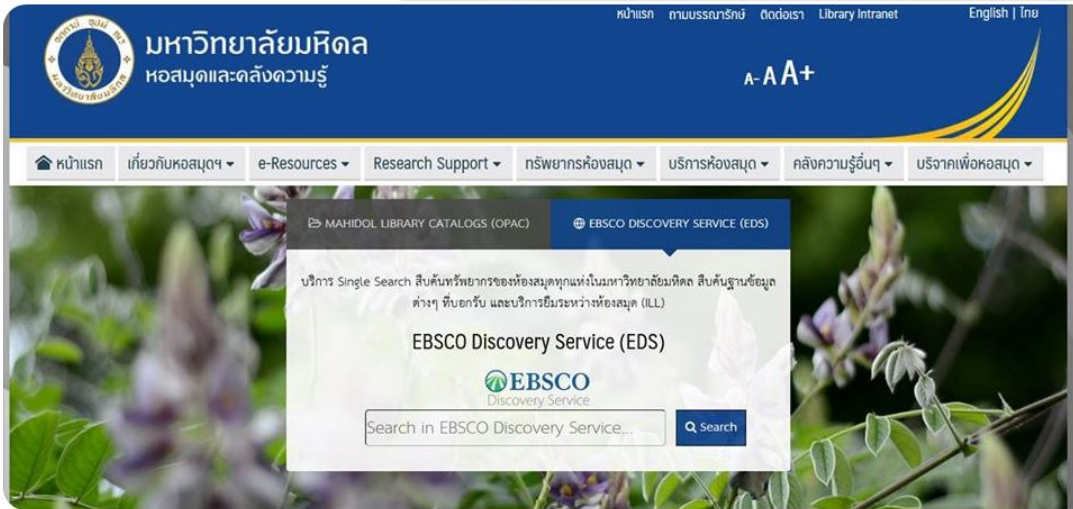 หน้าแรก ถามบรรณารักษ์ ติดต่อเรา Library Intranet English | ไทย
มหาวิทยาลัยมหิดล
หอสมุดและคลังความรู้
A- A A+
หน้าแรก เกี่ยวกับหอสมุดฯ e-Resources Research Support ทรัพยากรห้องสมุด บริการห้องสมุด คลังความรู้อื่นๆ บริจาคเพื่อหอสมุด
MAHIDOL LIBRARY CATALOGS (OPAC) EBSCO DISCOVERY SERVICE (EDS)
บริการ Single Search สืบค้นทรัพยากรของห้องสมุดทุกแห่งในมหาวิทยาลัยมหิดล สืบค้นฐานข้อมูล
ต่างๆ ที่บอกรับ และบริการยืมระหว่างห้องสมุด (ILL)
EBSCO Discovery Service (EDS)
EBSCO
Discovery Service
Search in EBSCO Discovery Service... Search